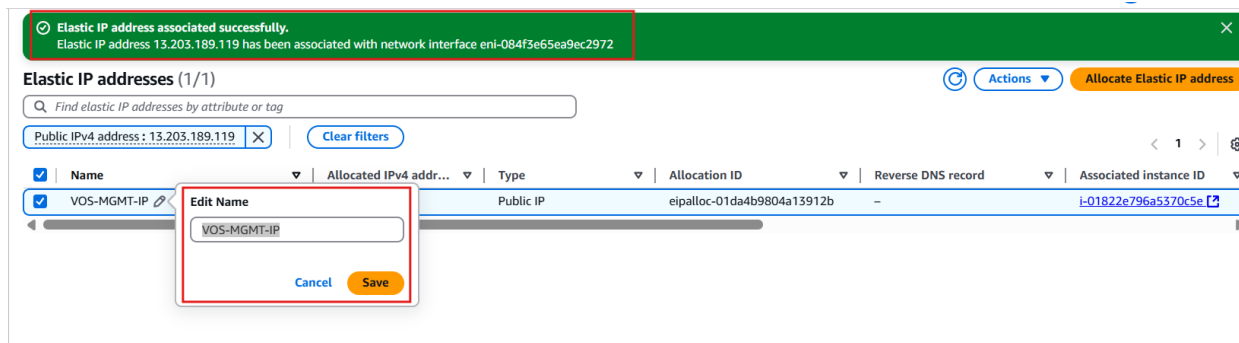 Elastic IP address associated successfully.
Elastic IP address 13.203.189.119 has been associated with network interface eni-084f3e65ea9ec2972
Elastic IP addresses (1/1)
Actions
Allocate Elastic IP address
Find elastic IP addresses by attribute or tag
Public IPv4 address : 13.203.189.119
Clear filters
1
Name
Allocated IPv4 addr...
Type
Allocation ID
Reverse DNS record
Associated instance ID
VOS-MGMT-IP
Public IP
eipalloc-01da4b9804a13912b
–
i-01822e796a5370c5e
Edit Name
VOS-MGMT-IP
Cancel
Save